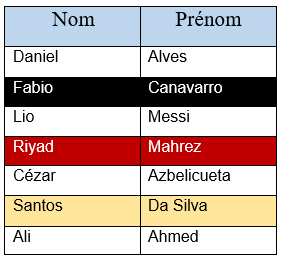 Nom Prénom
Daniel Alves
Fabio Canavarro
Lio Messi
Riyad Mahrez
Cézar Azbelicueta
Santos Da Silva
Ali Ahmed